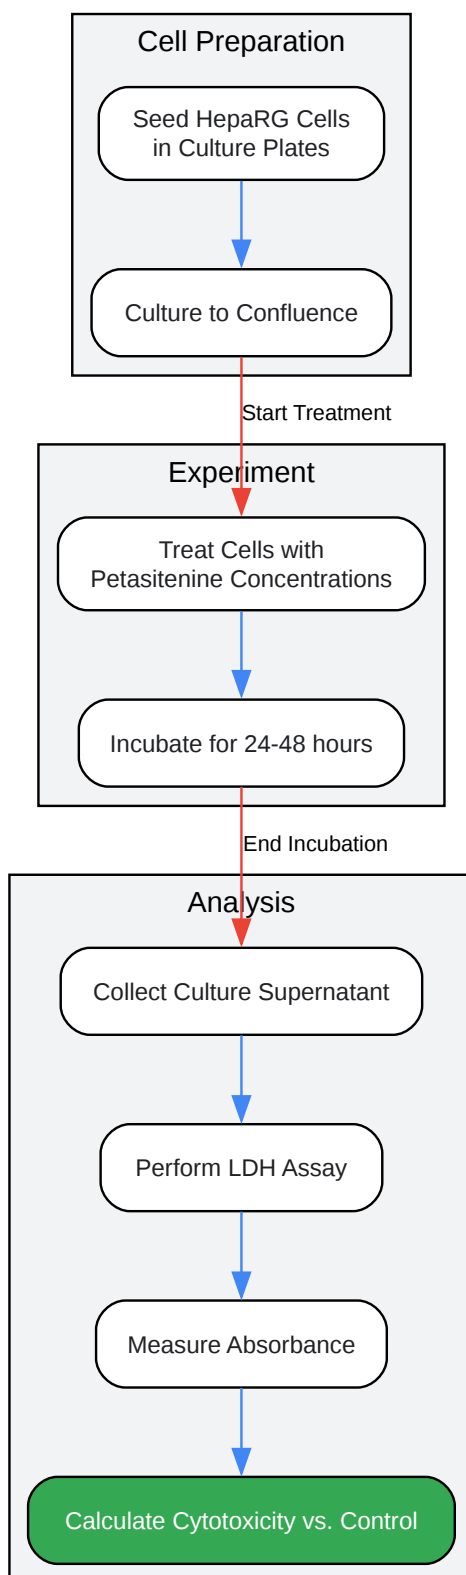 Cell Preparation
Seed HepaRG Cells
in Culture Plates
Culture to Confluence
Start Treatment
Experiment
Treat Cells with
Petasitenine Concentrations
Incubate for 24-48 hours
End Incubation
Analysis
Collect Culture Supernatant
Perform LDH Assay
Measure Absorbance
Calculate Cytotoxicity vs. Control